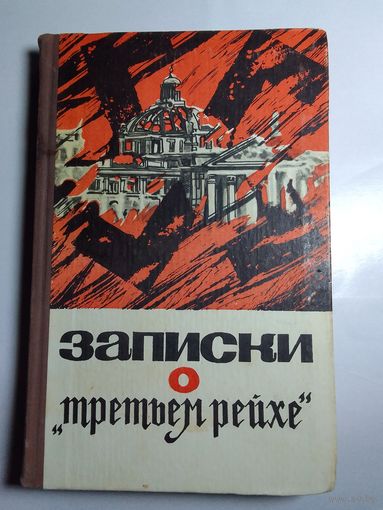 записки
о
„третьем рейхе"